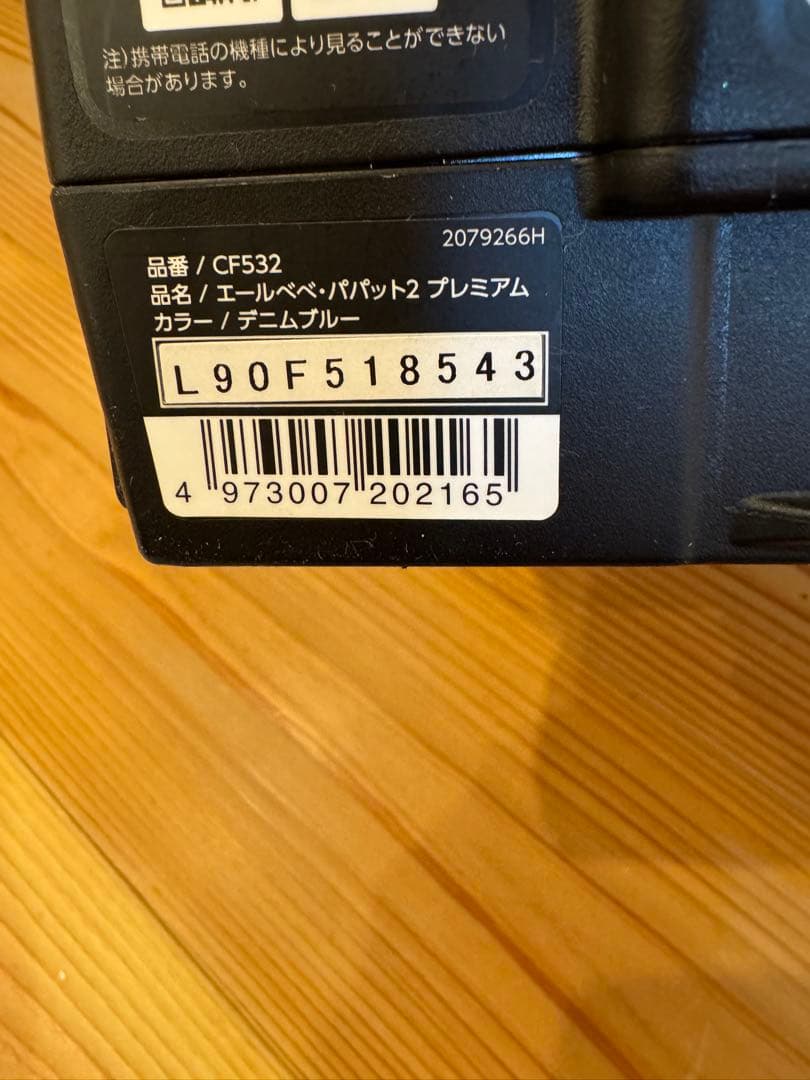 注)携帯電話の機種により見ることができない
場合があります。
2079266H
品番 / CF532
品名 / エールベベ・パパット2 プレミアム
カラー / デニムブルー
L90F518543
4 973007 202165